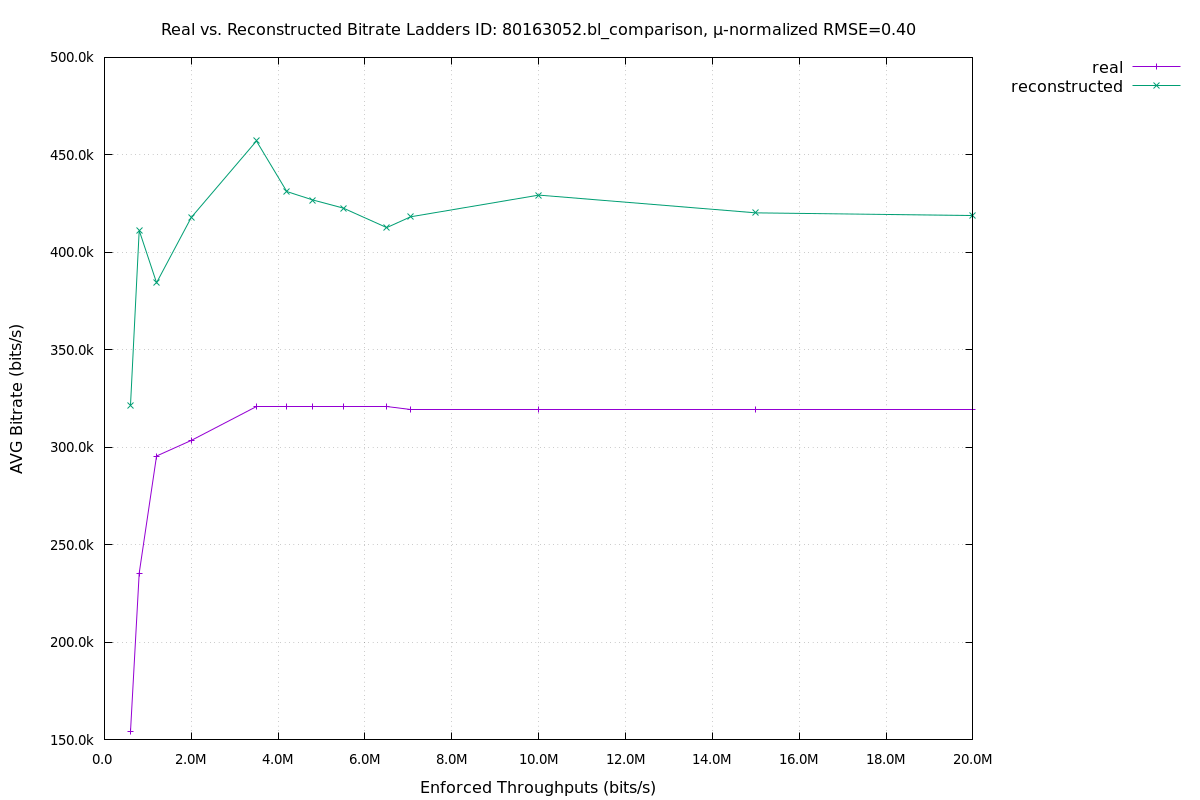 Real vs. Reconstructed Bitrate Ladders ID: 80163052.bl_comparison, μ-normalized RMSE=0.40
real
reconstructed
500.0k
450.0k
400.0k
350.0k
300.0k
250.0k
200.0k
150.0k
AVG Bitrate (bits/s)
0.0 2.0M 4.0M 6.0M 8.0M 10.0M 12.0M 14.0M 16.0M 18.0M 20.0M
Enforced Throughputs (bits/s)